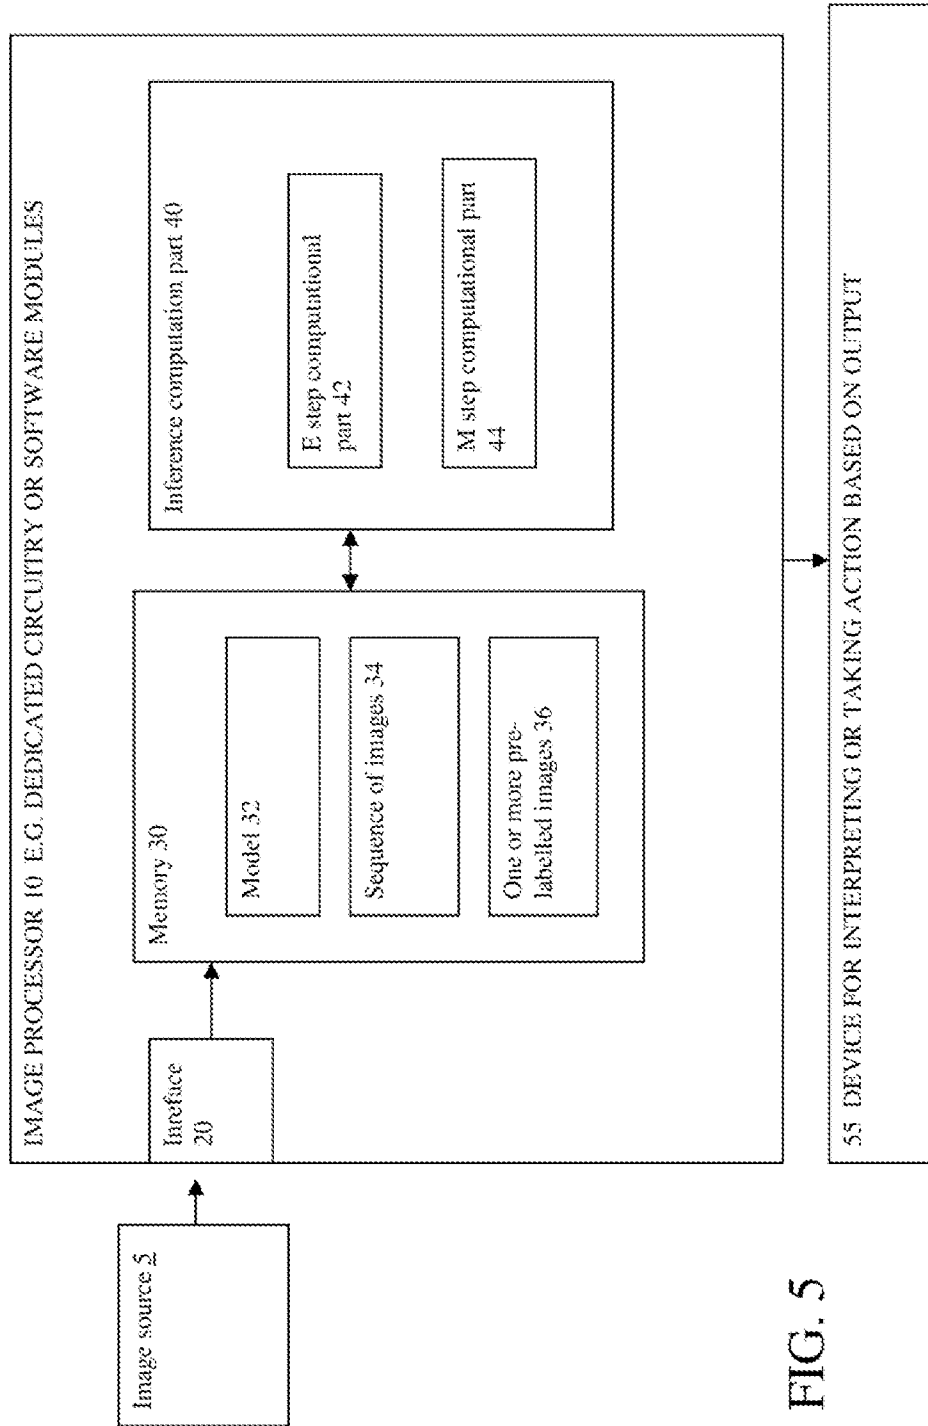 IMAGE PROCESSOR 10 E.G. DEDICATED CIRCUITRY OR SOFTWARE MODULES
Image source 5
Inreface
20
Memory 30
Model 32
Sequence of images 34
One or more pre-
labelled images 36
Inference computation part 40
E step computational
part 42
M step computational part
44
55 DEVICE FOR INTERPRETING OR TAKING ACTION BASED ON OUTPUT
FIG. 5